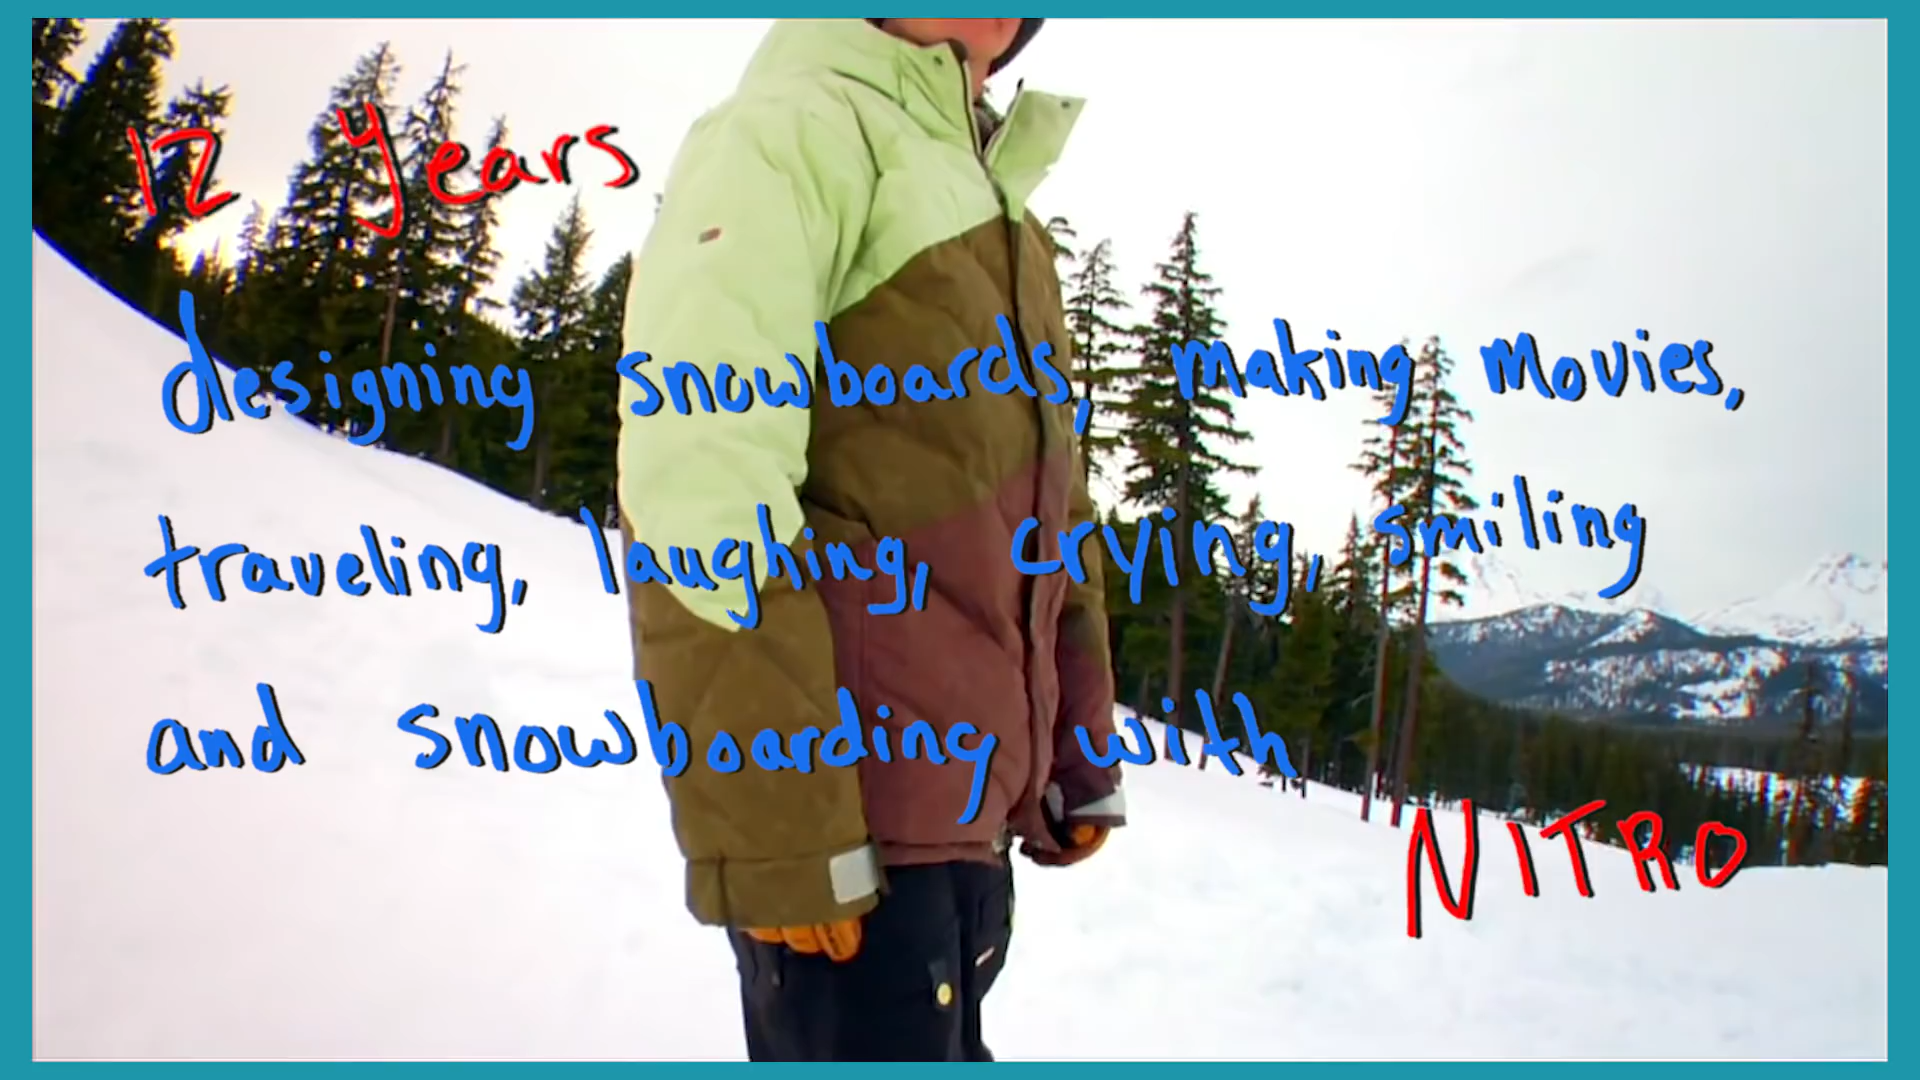 12 Years
designing snowboards, making movies,
traveling, laughing, crying, smiling
and snowboarding with
NITRO